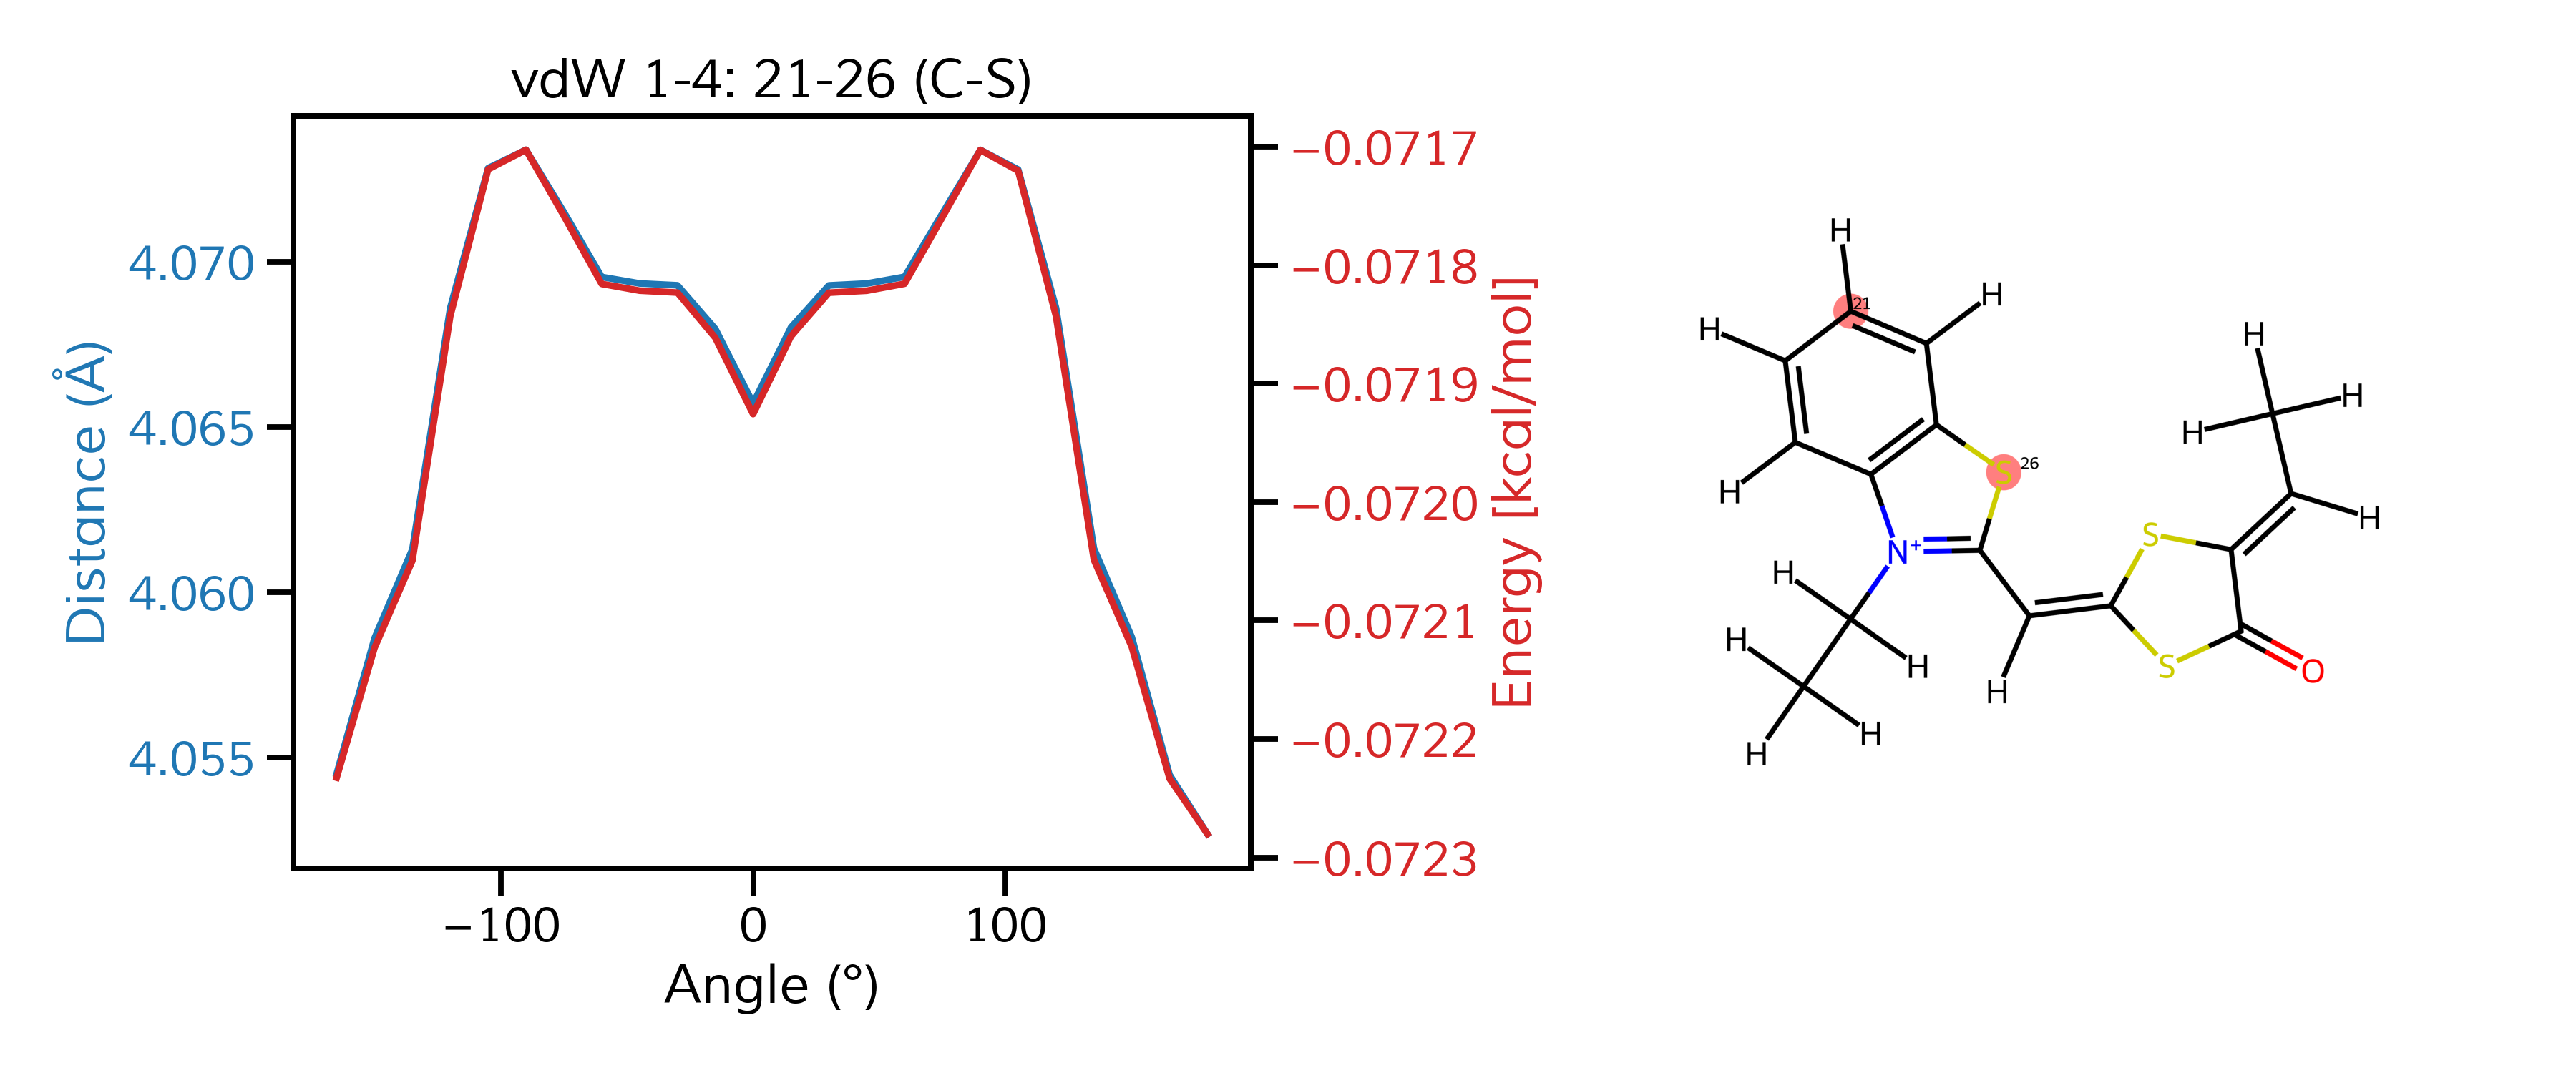 vdW 1-4: 21-26 (C-S)
Distance (Å)
4.070
4.065
4.060
4.055
−0.0717
−0.0718
−0.0719
−0.0720
−0.0721
−0.0722
−0.0723
Energy [kcal/mol]
−100
0
100
Angle (°)
H
H
21
H
H
H
H
H
S
26
H
H
S
N⁺
H
H
H
S
O
H
H
H